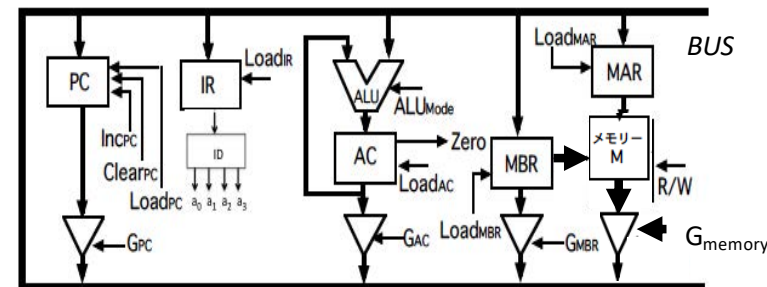 BUS
LoadMAR
MAR
PC
IR
LoadIR
ALU
ALUMode
IncPC
ClearPC
LoadPC
ID
a0 a1 a2 a3
AC
Zero
LoadAC
MBR
LoadMBR
メモリー
M
R/W
GPC
GAC
GMBR
Gmemory